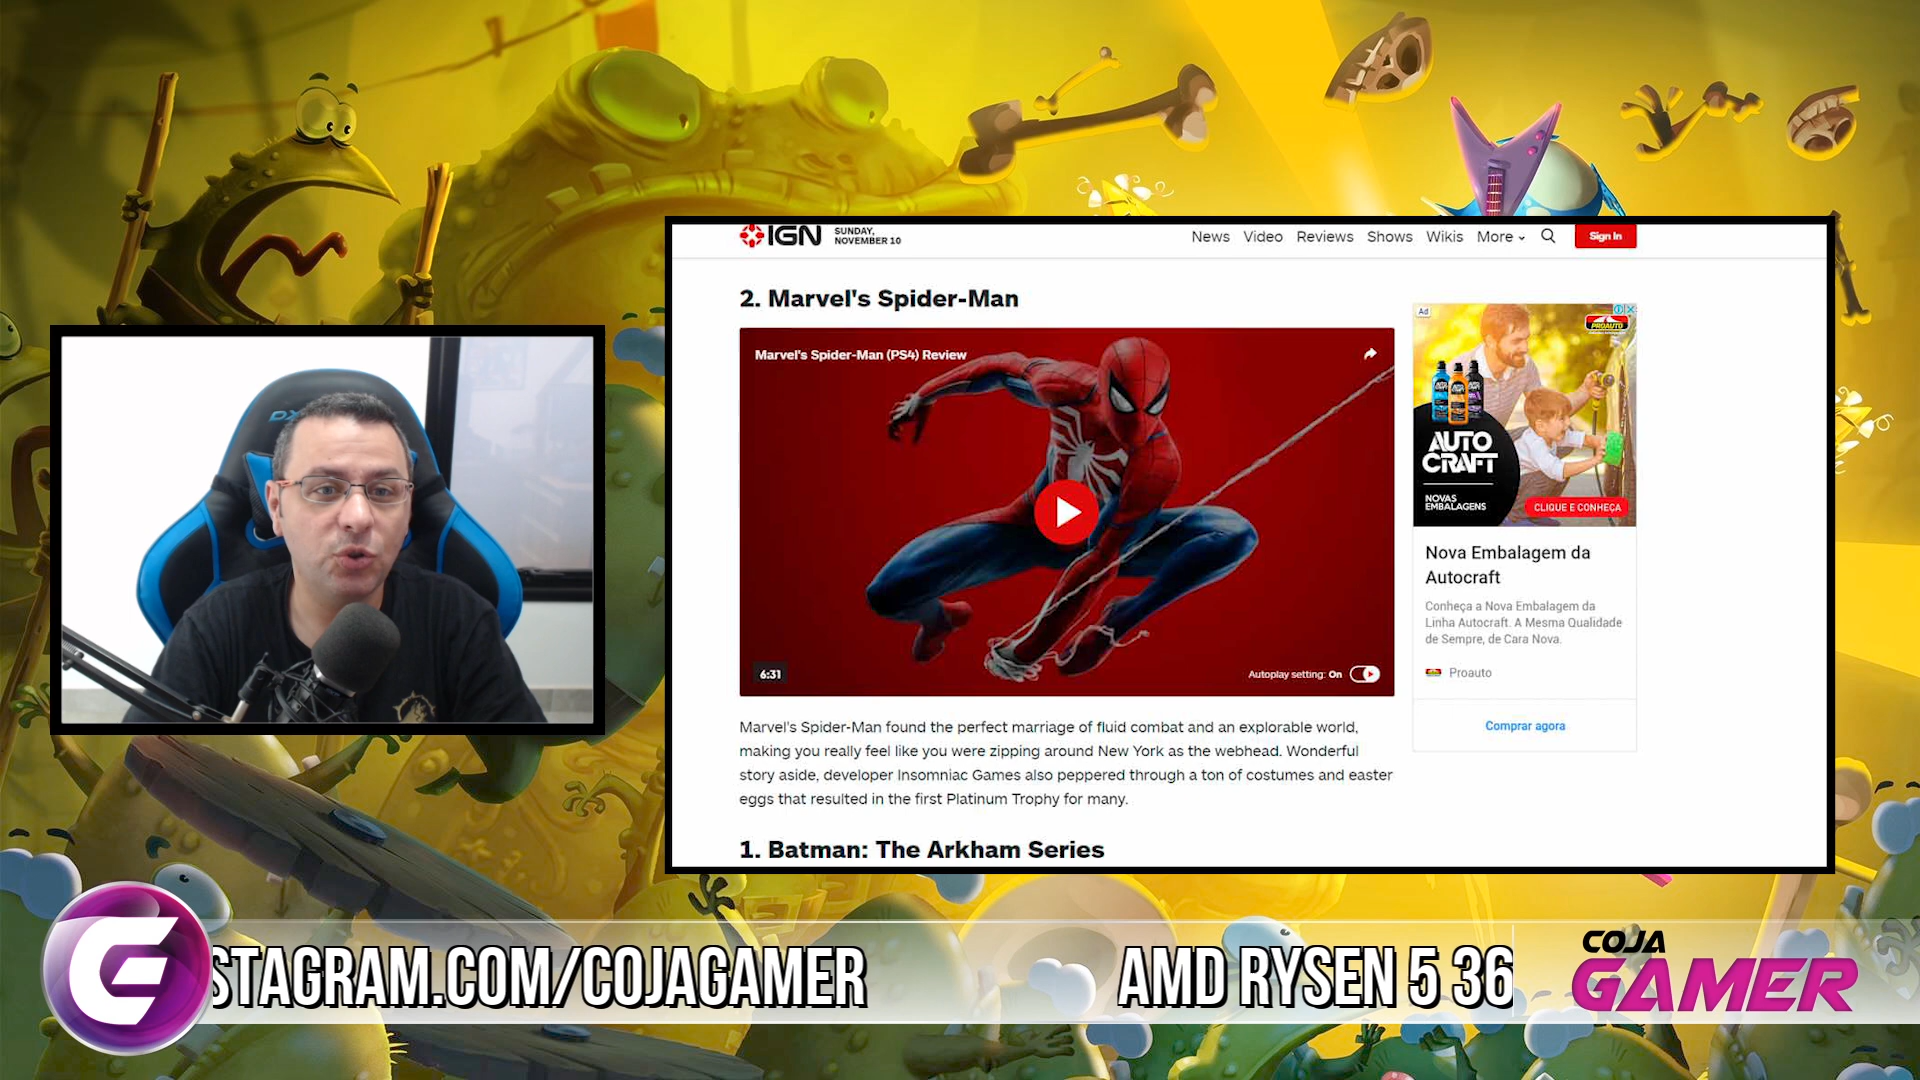 IGN
SUNDAY,
NOVEMBER 10
News Video Reviews Shows Wikis More
Sign In
2. Marvel's Spider-Man
Marvel's Spider-Man (PS4) Review
6:31
Autoplay setting: On
Marvel's Spider-Man found the perfect marriage of fluid combat and an explorable world,
making you really feel like you were zipping around New York as the webhead. Wonderful
story aside, developer Insomniac Games also peppered through a ton of costumes and easter
eggs that resulted in the first Platinum Trophy for many.
1. Batman: The Arkham Series
Ad
PROAUTO
AUTO
CRAFT
NOVAS
EMBALAGENS
CLIQUE E CONHEÇA
Nova Embalagem da
Autocraft
Conheça a Nova Embalagem da
Linha Autocraft. A Mesma Qualidade
de Sempre, de Cara Nova.
Proauto
Comprar agora
DX
STAGRAM.COM/COJAGAMER
AMD RYSEN 5 36
COJA
GAMER